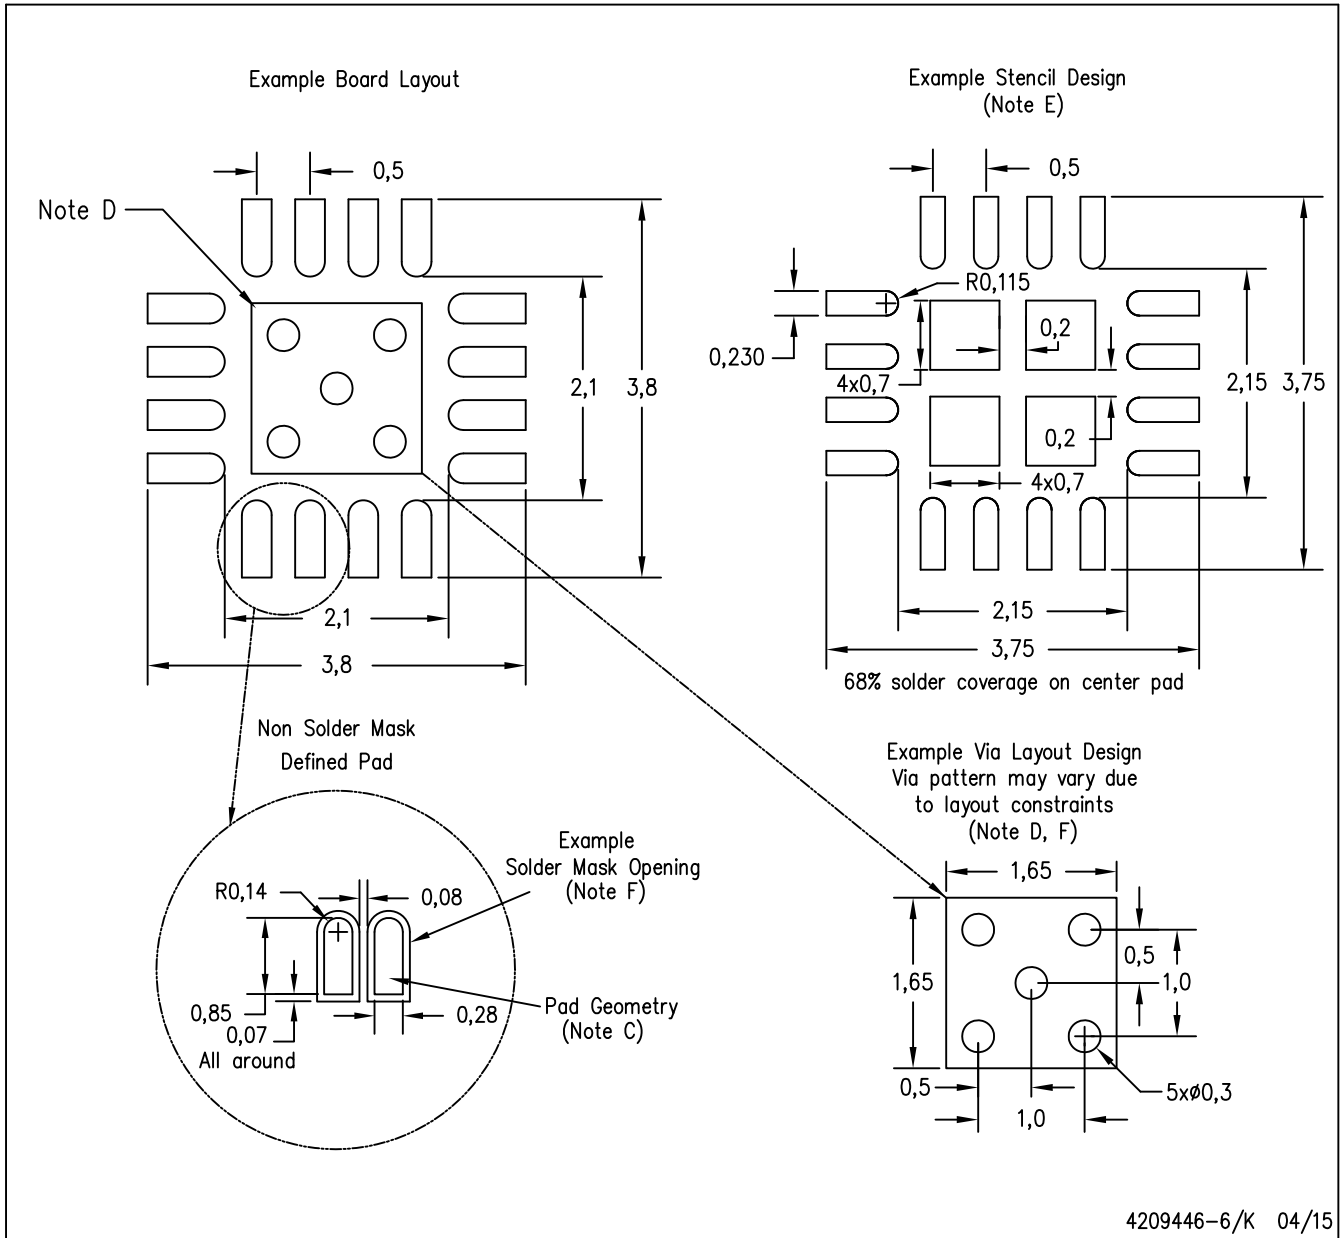 Example Board Layout
0,5
Note D
2,1
3,8
2,1
3,8
Example Stencil Design
(Note E)
0,5
R0,115
0,230
0,2
4x0,7
2,15
3,75
0,2
4x0,7
2,15
3,75
68% solder coverage on center pad
Non Solder Mask
Defined Pad
Example
Solder Mask Opening
(Note F)
R0,14
0,08
0,85
0,07
All around
0,28
Pad Geometry
(Note C)
Example Via Layout Design
Via pattern may vary due
to layout constraints
(Note D, F)
1,65
0,5
1,65
1,0
0,5
5xø0,3
1,0
4209446-6/K 04/15